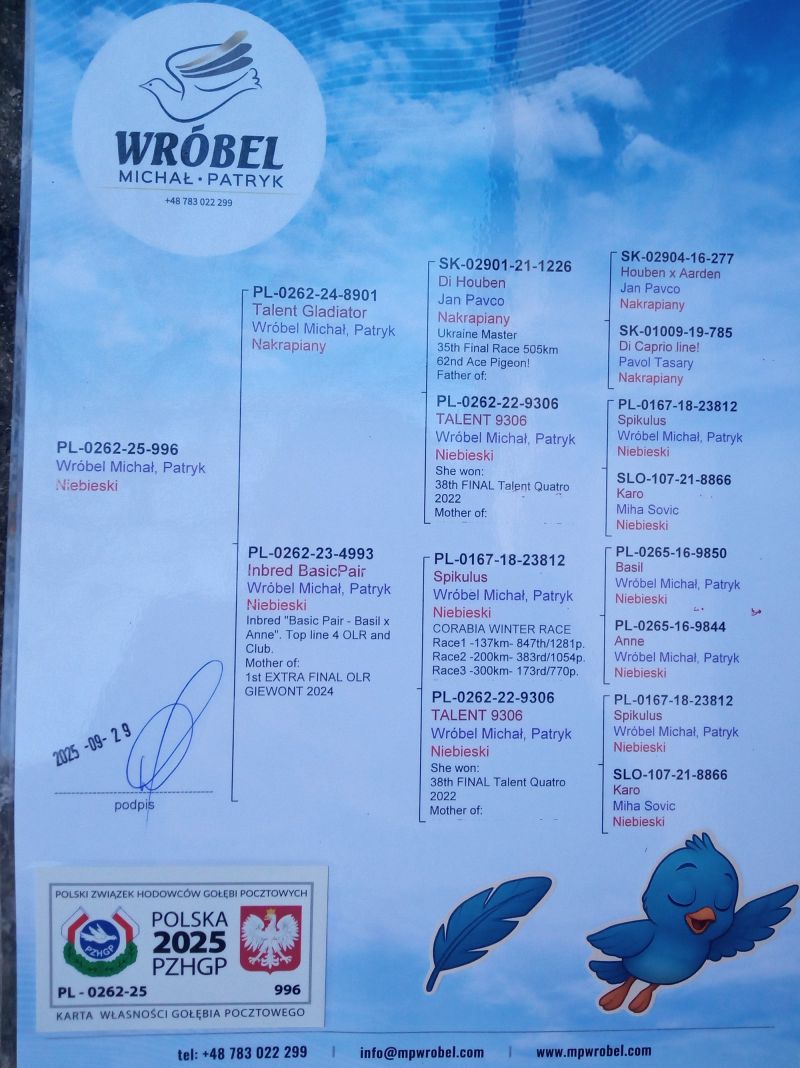 WRÓBEL
MICHAŁ • PATRYK
+48 783 022 299
PL-0262-25-996
Wróbel Michał, Patryk
Niebieski
PL-0262-24-8901
Talent Gladiator
Wróbel Michał, Patryk
Nakrapiany
PL-0262-23-4993
Inbred BasicPair
Wróbel Michał, Patryk
Niebieski
Inbred "Basic Pair - Basil x
Anne". Top line 4 OLR and
Club.
Mother of:
1st EXTRA FINAL OLR
GIEWONT 2024
SK-02901-21-1226
Di Houben
Jan Pavco
Nakrapiany
Ukraine Master
35th Final Race 505km
62nd Ace Pigeon!
Father of:
PL-0262-22-9306
TALENT 9306
Wróbel Michał, Patryk
Niebieski
She won:
38th FINAL Talent Quatro
2022
Mother of:
PL-0167-18-23812
Spikulus
Wróbel Michał, Patryk
Niebieski
CORABIA WINTER RACE
Race1 -137km- 847th/1281p.
Race2 -200km- 383rd/1054p.
Race3 -300km- 173rd/770p.
PL-0262-22-9306
TALENT 9306
Wróbel Michał, Patryk
Niebieski
She won:
38th FINAL Talent Quatro
2022
Mother of:
SK-02904-16-277
Houben x Aarden
Jan Pavco
Nakrapiany
SK-01009-19-785
Di Caprio line!
Pavol Tasary
Nakrapiany
PL-0167-18-23812
Spikulus
Wróbel Michał, Patryk
Niebieski
SLO-107-21-8866
Karo
Miha Sovic
Niebieski
PL-0265-16-9850
Basil
Wróbel Michał, Patryk
Niebieski
PL-0265-16-9844
Anne
Wróbel Michał, Patryk
Niebieski
PL-0167-18-23812
Spikulus
Wróbel Michał, Patryk
Niebieski
SLO-107-21-8866
Karo
Miha Sovic
Niebieski
2025 -09- 29
podpis
POLSKI ZWIĄZEK HODOWCÓW GOŁĘBI POCZTOWYCH
PZHGP
POLSKA
2025
PZHGP
PL - 0262-25 996
KARTA WŁASNOŚCI GOŁĘBIA POCZTOWEGO
tel: +48 783 022 299 | info@mpwrobel.com | www.mpwrobel.com